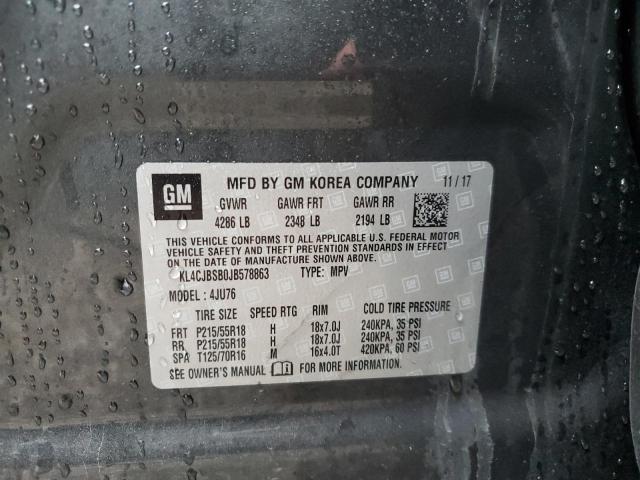 GM MFD BY GM KOREA COMPANY 11/17
GVWR GAWR FRT GAWR RR
4286 LB 2348 LB 2194 LB
THIS VEHICLE CONFORMS TO ALL APPLICABLE U.S. FEDERAL MOTOR
VEHICLE SAFETY AND THEFT PREVENTION STANDARDS IN EFFECT
ON THE DATE OF MANUFACTURE SHOWN ABOVE.
KL4CJBSB0JB578863 TYPE: MPV
MODEL: 4JU76
TIRE SIZE SPEED RTG RIM COLD TIRE PRESSURE
FRT P215/55R18 H 18x7.0J 240KPA, 35 PSI
RR P215/55R18 H 18x7.0J 240KPA, 35 PSI
SPA T125/70R16 M 16x4.0T 420KPA, 60 PSI
SEE OWNER'S MANUAL FOR MORE INFORMATION.